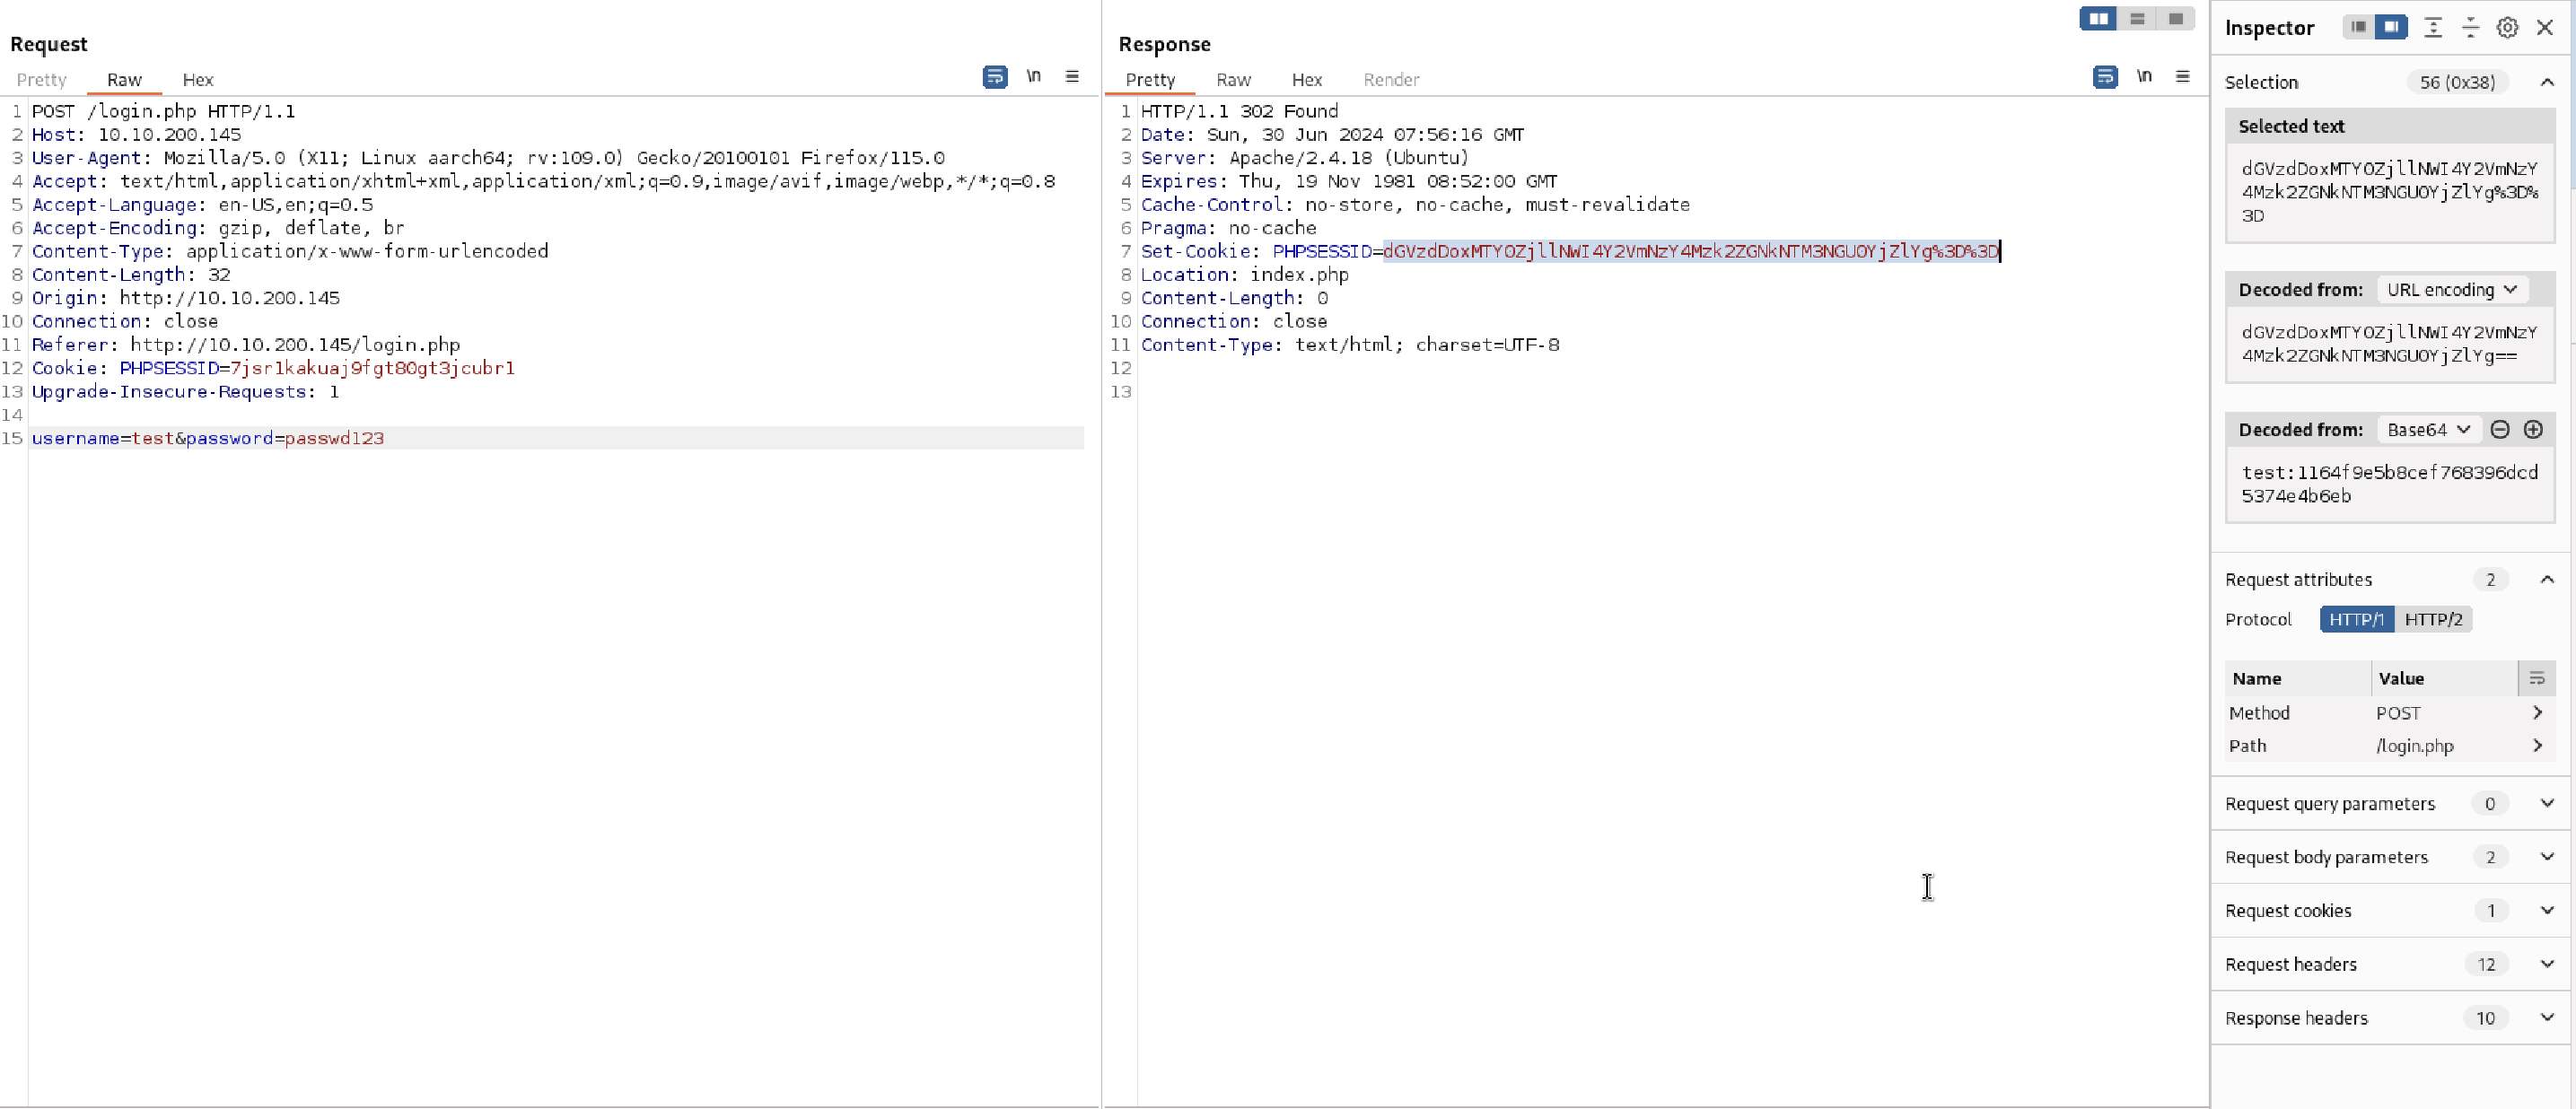 Request
Pretty Raw Hex
\n
1 POST /login.php HTTP/1.1
2 Host: 10.10.200.145
3 User-Agent: Mozilla/5.0 (X11; Linux aarch64; rv:109.0) Gecko/20100101 Firefox/115.0
4 Accept: text/html,application/xhtml+xml,application/xml;q=0.9,image/avif,image/webp,*/*;q=0.8
5 Accept-Language: en-US,en;q=0.5
6 Accept-Encoding: gzip, deflate, br
7 Content-Type: application/x-www-form-urlencoded
8 Content-Length: 32
9 Origin: http://10.10.200.145
10 Connection: close
11 Referer: http://10.10.200.145/login.php
12 Cookie: PHPSESSID=7jsr1kakuaj9fgt80gt3jcubr1
13 Upgrade-Insecure-Requests: 1
14
15 username=test&password=passwd123
Response
Pretty Raw Hex Render
\n
1 HTTP/1.1 302 Found
2 Date: Sun, 30 Jun 2024 07:56:16 GMT
3 Server: Apache/2.4.18 (Ubuntu)
4 Expires: Thu, 19 Nov 1981 08:52:00 GMT
5 Cache-Control: no-store, no-cache, must-revalidate
6 Pragma: no-cache
7 Set-Cookie: PHPSESSID=dGVzdDoxMTY0ZjllNWI4Y2VmNzY4Mzk2ZGNkNTM3NGU0YjZlYg%3D%3D
8 Location: index.php
9 Content-Length: 0
10 Connection: close
11 Content-Type: text/html; charset=UTF-8
12
13
Inspector
Selection 56 (0x38)
Selected text
dGVzdDoxMTY0ZjllNWI4Y2VmNzY
4Mzk2ZGNkNTM3NGU0YjZlYg%3D%
3D
Decoded from: URL encoding
dGVzdDoxMTY0ZjllNWI4Y2VmNzY
4Mzk2ZGNkNTM3NGU0YjZlYg==
Decoded from: Base64
test:1164f9e5b8cef768396dcd
5374e4b6eb
Request attributes 2
Protocol HTTP/1 HTTP/2
Name Value
Method POST
Path /login.php
Request query parameters 0
Request body parameters 2
Request cookies 1
Request headers 12
Response headers 10